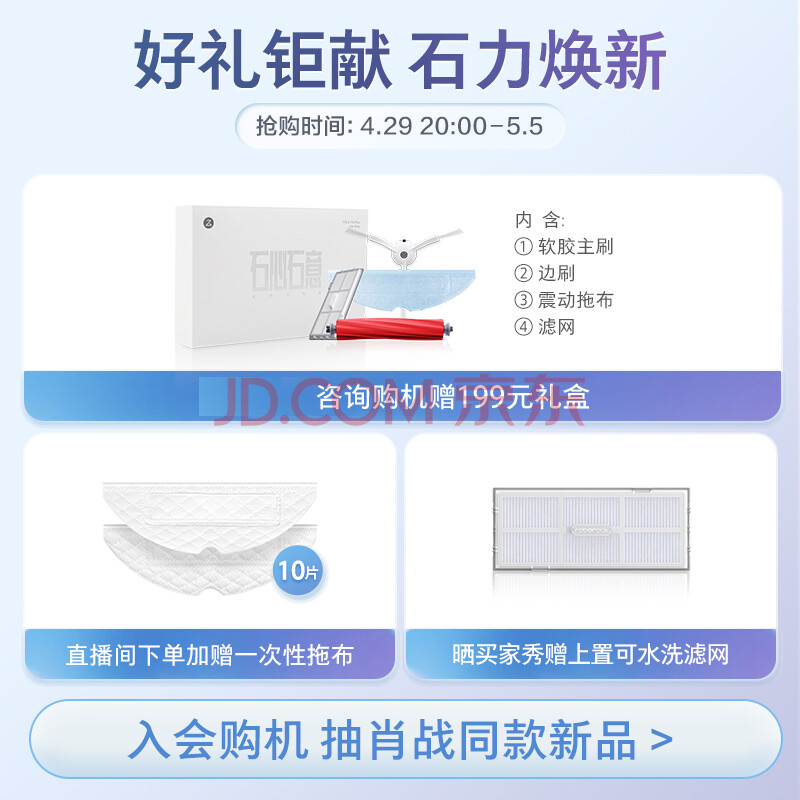 好礼钜献 石力焕新
抢购时间: 4.29 20:00-5.5
石心石意
内 含:
① 软胶主刷
② 边刷
③ 震动拖布
④ 滤网
咨询购机赠199元礼盒
JD.COM 京东
10片
直播间下单加赠一次性拖布
晒买家秀赠上置可水洗滤网
入会购机 抽肖战同款新品 >